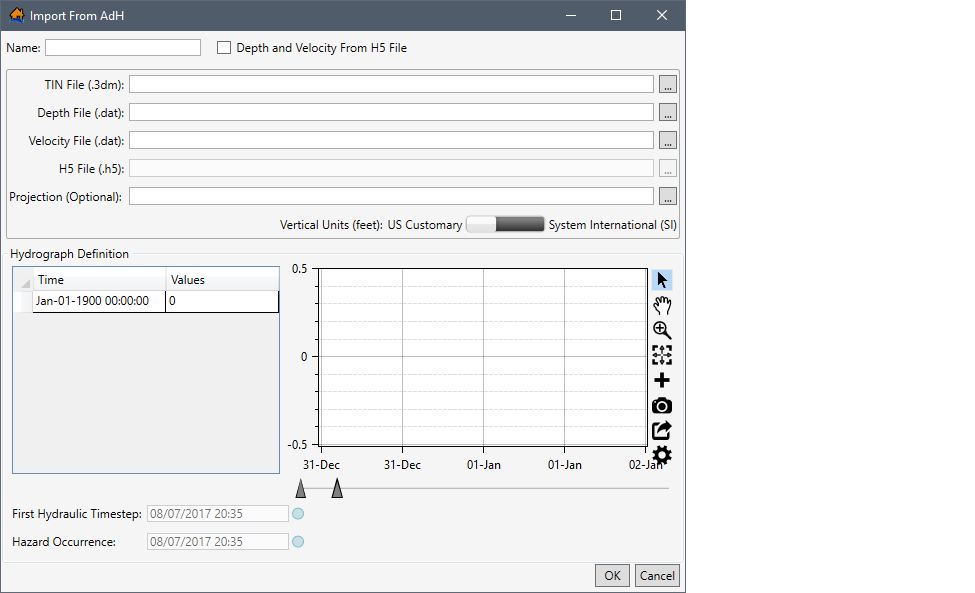 Import From AdH
Name: Depth and Velocity From H5 File
TIN File (.3dm): ...
Depth File (.dat): ...
Velocity File (.dat): ...
H5 File (.h5): ...
Projection (Optional): ...
Vertical Units (feet): US Customary System International (SI)
Hydrograph Definition
Time Values
Jan-01-1900 00:00:00 0
0.5
0
-0.5
31-Dec 31-Dec 01-Jan 01-Jan 02-Jan
First Hydraulic Timestep: 08/07/2017 20:35
Hazard Occurrence: 08/07/2017 20:35
OK Cancel